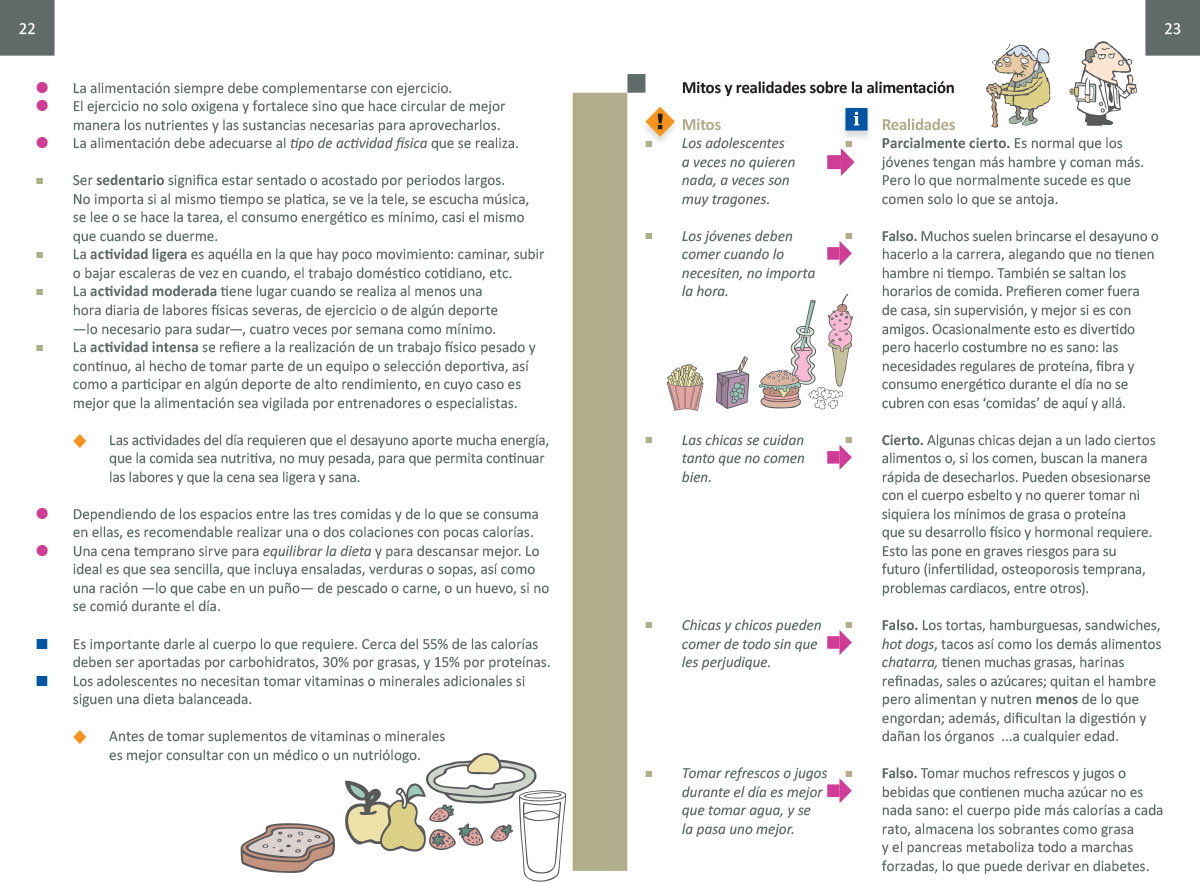 22
La alimentación siempre debe complementarse con ejercicio.
El ejercicio no solo oxigena y fortalece sino que hace circular de mejor
manera los nutrientes y las sustancias necesarias para aprovecharlos.
La alimentación debe adecuarse al tipo de actividad física que se realiza.
Ser sedentario significa estar sentado o acostado por periodos largos.
No importa si al mismo tiempo se platica, se ve la tele, se escucha música,
se lee o se hace la tarea, el consumo energético es mínimo, casi el mismo
que cuando se duerme.
La actividad ligera es aquélla en la que hay poco movimiento: caminar, subir
o bajar escaleras de vez en cuando, el trabajo doméstico cotidiano, etc.
La actividad moderada tiene lugar cuando se realiza al menos una
hora diaria de labores físicas severas, de ejercicio o de algún deporte
—lo necesario para sudar—, cuatro veces por semana como mínimo.
La actividad intensa se refiere a la realización de un trabajo físico pesado y
continuo, al hecho de tomar parte de un equipo o selección deportiva, así
como a participar en algún deporte de alto rendimiento, en cuyo caso es
mejor que la alimentación sea vigilada por entrenadores o especialistas.
Las actividades del día requieren que el desayuno aporte mucha energía,
que la comida sea nutritiva, no muy pesada, para que permita continuar
las labores y que la cena sea ligera y sana.
Dependiendo de los espacios entre las tres comidas y de lo que se consuma
en ellas, es recomendable realizar una o dos colaciones con pocas calorías.
Una cena temprano sirve para equilibrar la dieta y para descansar mejor. Lo
ideal es que sea sencilla, que incluya ensaladas, verduras o sopas, así como
una ración —lo que cabe en un puño— de pescado o carne, o un huevo, si no
se comió durante el día.
Es importante darle al cuerpo lo que requiere. Cerca del 55% de las calorías
deben ser aportadas por carbohidratos, 30% por grasas, y 15% por proteínas.
Los adolescentes no necesitan tomar vitaminas o minerales adicionales si
siguen una dieta balanceada.
Antes de tomar suplementos de vitaminas o minerales
es mejor consultar con un médico o un nutriólogo.
23
Mitos y realidades sobre la alimentación
! Mitos
i Realidades
Los adolescentes
a veces no quieren
nada, a veces son
muy tragones.
Parcialmente cierto. Es normal que los
jóvenes tengan más hambre y coman más.
Pero lo que normalmente sucede es que
comen solo lo que se antoja.
Los jóvenes deben
comer cuando lo
necesiten, no importa
la hora.
Falso. Muchos suelen brincarse el desayuno o
hacerlo a la carrera, alegando que no tienen
hambre ni tiempo. También se saltan los
horarios de comida. Prefieren comer fuera
de casa, sin supervisión, y mejor si es con
amigos. Ocasionalmente esto es divertido
pero hacerlo costumbre no es sano: las
necesidades regulares de proteína, fibra y
consumo energético durante el día no se
cubren con esas ‘comidas’ de aquí y allá.
Las chicas se cuidan
tanto que no comen
bien.
Cierto. Algunas chicas dejan a un lado ciertos
alimentos o, si los comen, buscan la manera
rápida de desecharlos. Pueden obsesionarse
con el cuerpo esbelto y no querer tomar ni
siquiera los mínimos de grasa o proteína
que su desarrollo físico y hormonal requiere.
Esto las pone en graves riesgos para su
futuro (infertilidad, osteoporosis temprana,
problemas cardiacos, entre otros).
Chicas y chicos pueden
comer de todo sin que
les perjudique.
Falso. Los tortas, hamburguesas, sandwiches,
hot dogs, tacos así como los demás alimentos
chatarra, tienen muchas grasas, harinas
refinadas, sales o azúcares; quitan el hambre
pero alimentan y nutren menos de lo que
engordan; además, dificultan la digestión y
dañan los órganos ...a cualquier edad.
Tomar refrescos o jugos
durante el día es mejor
que tomar agua, y se
la pasa uno mejor.
Falso. Tomar muchos refrescos y jugos o
bebidas que contienen mucha azúcar no es
nada sano: el cuerpo pide más calorías a cada
rato, almacena los sobrantes como grasa
y el pancreas metaboliza todo a marchas
forzadas, lo que puede derivar en diabetes.